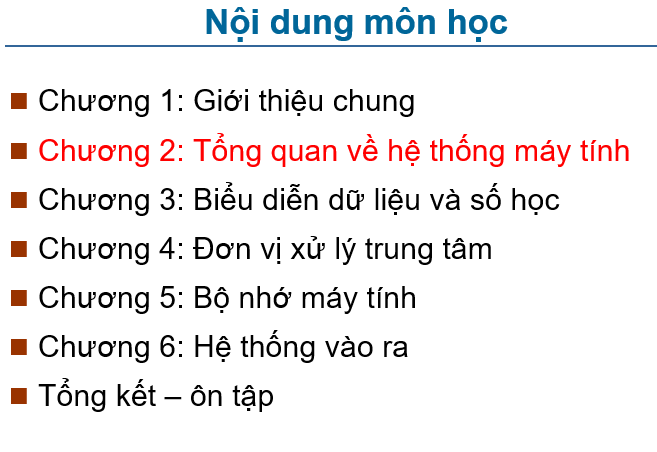 Nội dung môn học
Chương 1: Giới thiệu chung
Chương 2: Tổng quan về hệ thống máy tính
Chương 3: Biểu diễn dữ liệu và số học
Chương 4: Đơn vị xử lý trung tâm
Chương 5: Bộ nhớ máy tính
Chương 6: Hệ thống vào ra
Tổng kết – ôn tập